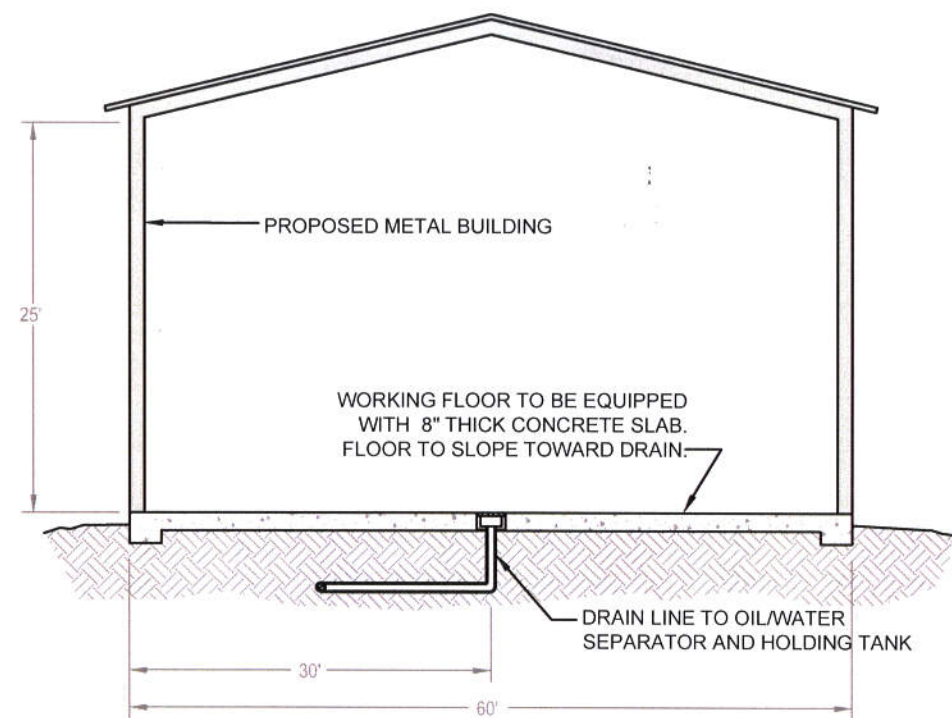 PROPOSED METAL BUILDING
25'
WORKING FLOOR TO BE EQUIPPED
WITH 8" THICK CONCRETE SLAB.
FLOOR TO SLOPE TOWARD DRAIN.
DRAIN LINE TO OIL/WATER
SEPARATOR AND HOLDING TANK
30'
60'